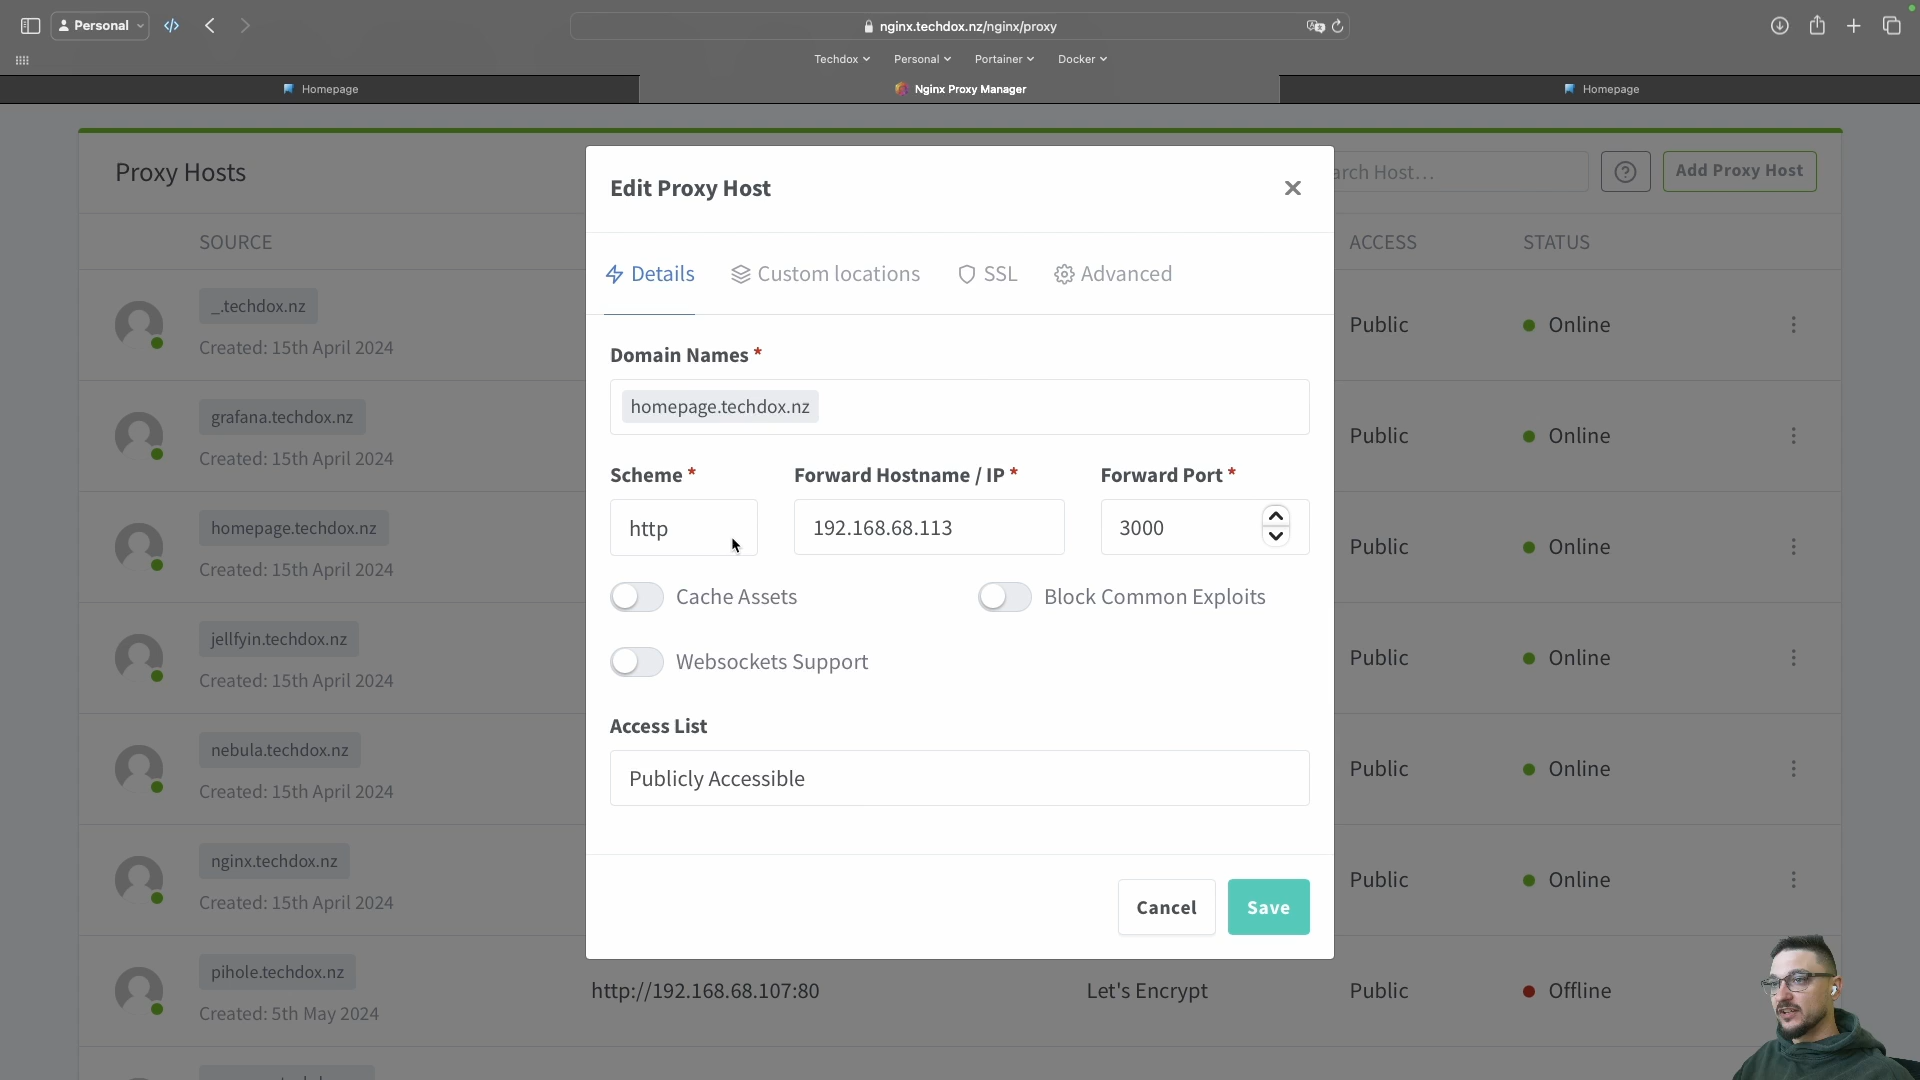 Personal
nginx.techdox.nz/nginx/proxy
Techdox
Personal
Portainer
Docker
Homepage
Nginx Proxy Manager
Homepage
Proxy Hosts
arch Host...
Add Proxy Host
SOURCE
ACCESS
STATUS
_.techdox.nz
Created: 15th April 2024
Public
Online
grafana.techdox.nz
Created: 15th April 2024
Public
Online
homepage.techdox.nz
Created: 15th April 2024
Public
Online
jellfyin.techdox.nz
Created: 15th April 2024
Public
Online
nebula.techdox.nz
Created: 15th April 2024
Public
Online
nginx.techdox.nz
Created: 15th April 2024
Public
Online
pihole.techdox.nz
Created: 5th May 2024
http://192.168.68.107:80
Let's Encrypt
Public
Offline
Edit Proxy Host
Details
Custom locations
SSL
Advanced
Domain Names *
homepage.techdox.nz
Scheme *
Forward Hostname / IP *
Forward Port *
http
192.168.68.113
3000
Cache Assets
Block Common Exploits
Websockets Support
Access List
Publicly Accessible
Cancel
Save